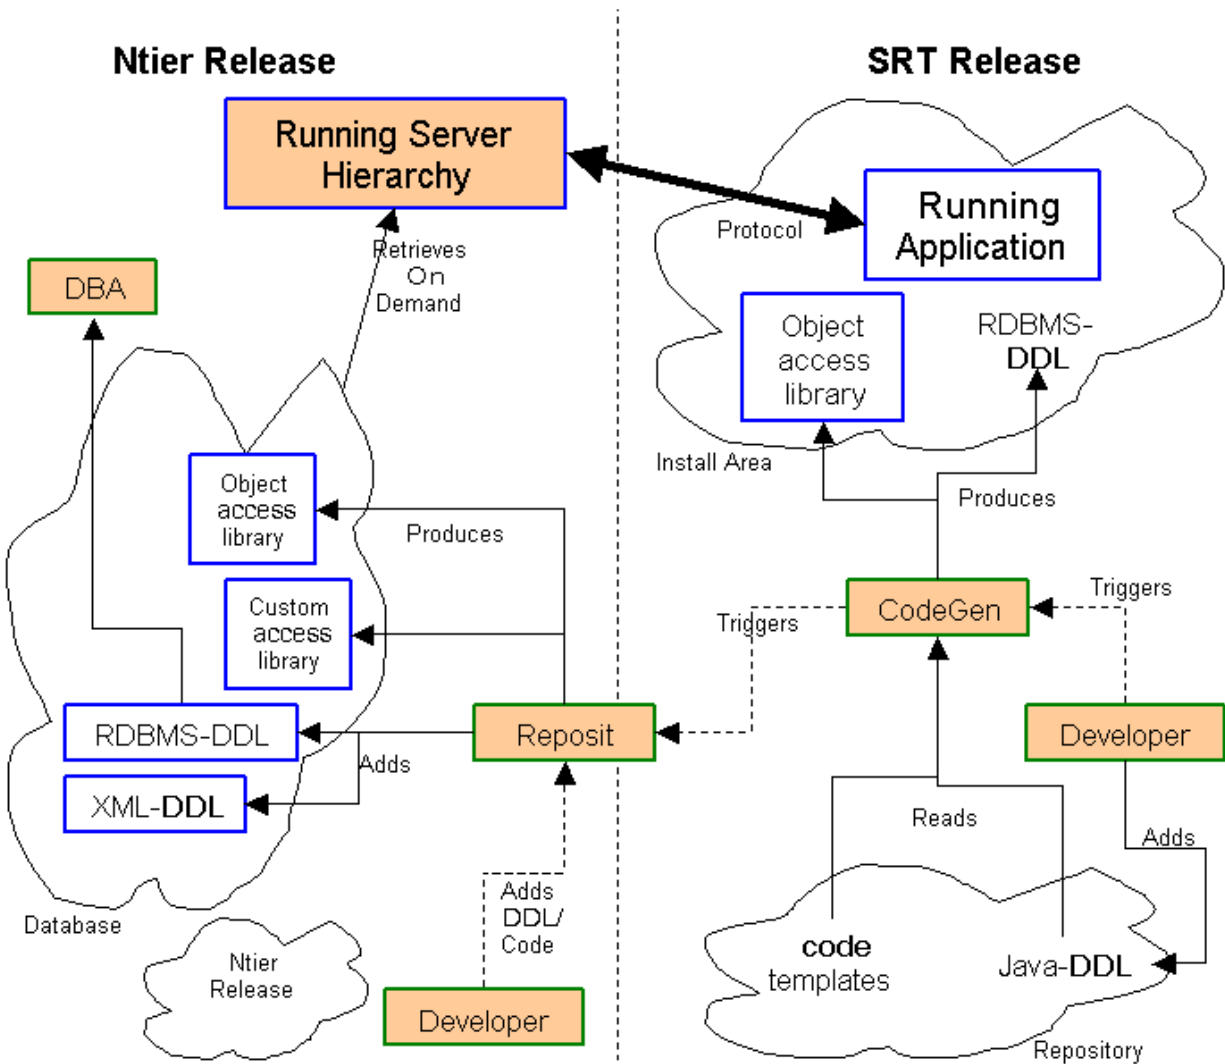 Ntier Release
SRT Release
Running Server
Hierarchy
Running
Application
Protocol
Retrieves
On
Demand
DBA
Object
access
library
RDBMS-
DDL
Install Area
Produces
Object
access
library
Produces
Custom
access
library
CodeGen
Triggers
Triggers
RDBMS-DDL
Reposit
Developer
Adds
XML-DDL
Reads
Adds
Database
Adds
DDL/
Code
code
templates
Java-DDL
Ntier
Release
Developer
Repository